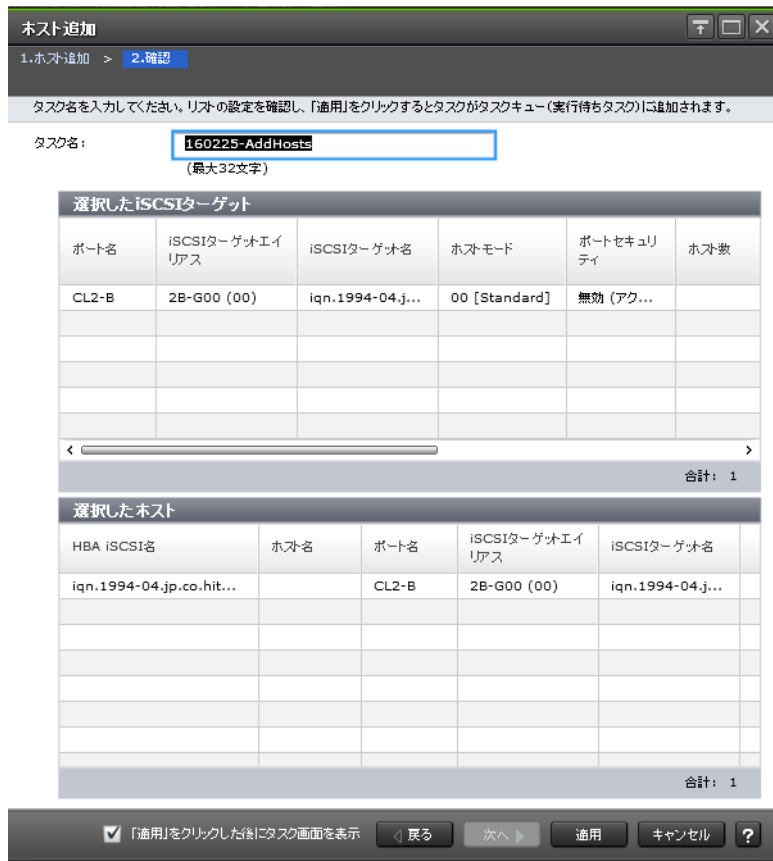 ホスト追加
1.ホスト追加 > 2.確認
タスク名を入力してください。リストの設定を確認し、「適用」をクリックするとタスクがタスクキュー(実行待ちタスク)に追加されます。
タスク名: 160225-AddHosts
(最大32文字)
選択したiSCSIターゲット
ポート名 iSCSIターゲットエイリアス iSCSIターゲット名 ホストモード ポートセキュリティ ホスト数
CL2-B 2B-G00 (00) iqn.1994-04.j... 00 [Standard] 無効 (アク...
合計: 1
選択したホスト
HBA iSCSI名 ホスト名 ポート名 iSCSIターゲットエイリアス iSCSIターゲット名
iqn.1994-04.jp.co.hit... CL2-B 2B-G00 (00) iqn.1994-04.j...
合計: 1
「適用」をクリックした後にタスク画面を表示 戻る 次へ 適用 キャンセル ?